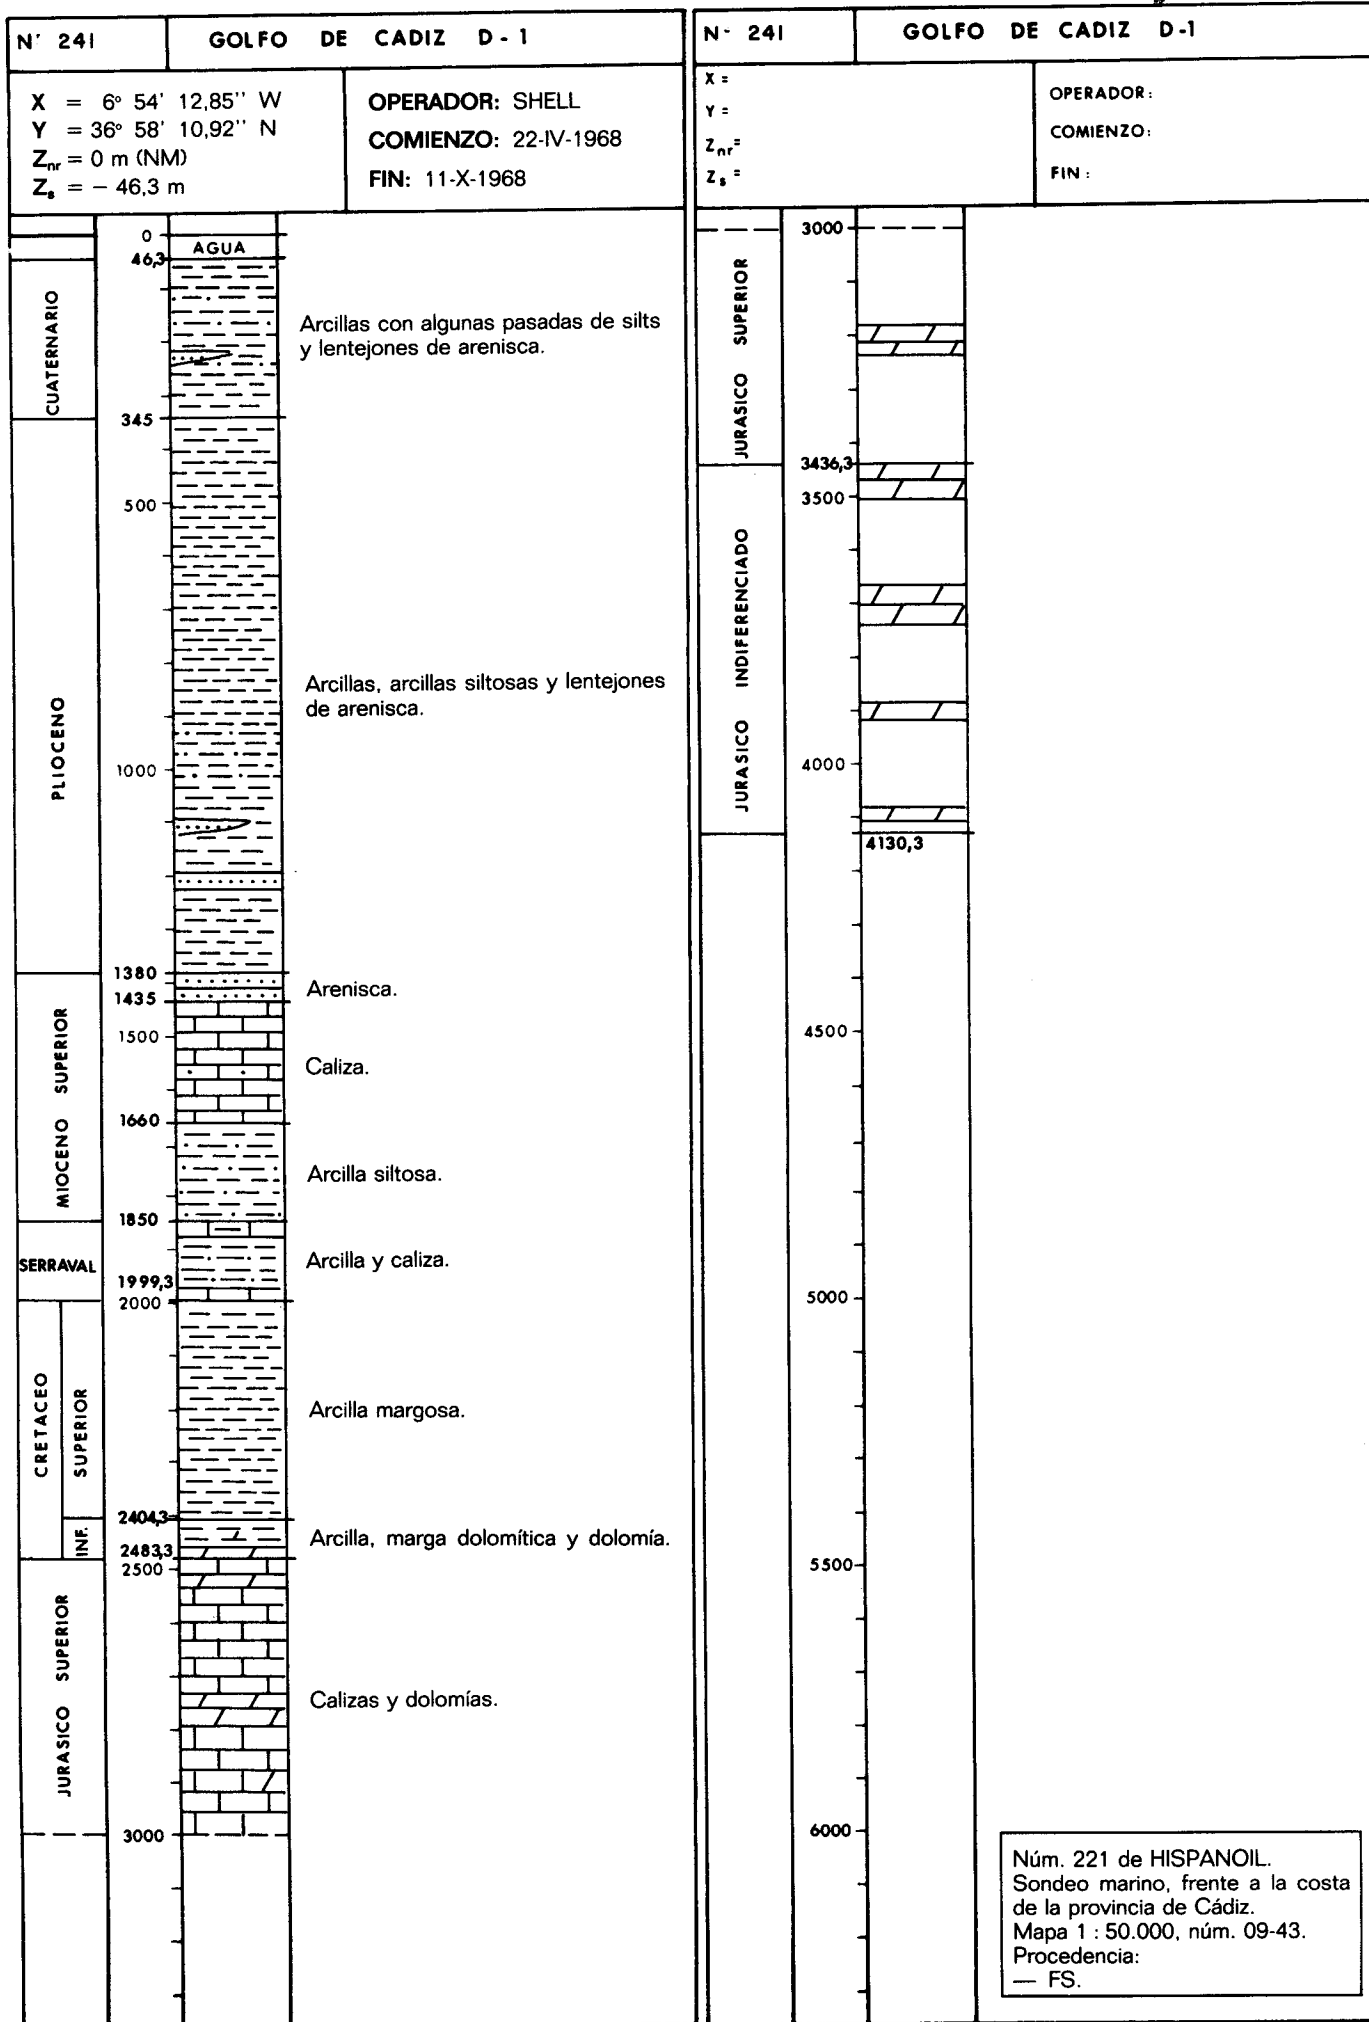 Nº 241
GOLFO DE CADIZ D-1
X = 6° 54' 12,85'' W
Y = 36° 58' 10,92'' N
Znr = 0 m (NM)
Zs = − 46,3 m
OPERADOR: SHELL
COMIENZO: 22-IV-1968
FIN: 11-X-1968
0
AGUA
46,3
CUATERNARIO
Arcillas con algunas pasadas de silts
y lentejones de arenisca.
345
500
PLIOCENO
Arcillas, arcillas siltosas y lentejones
de arenisca.
1000
1380
Arenisca.
1435
MIOCENO SUPERIOR
1500
Caliza.
1660
Arcilla siltosa.
1850
SERRAVAL
Arcilla y caliza.
1999,3
2000
CRETACEO
SUPERIOR
Arcilla margosa.
2404,3
INF.
Arcilla, marga dolomítica y dolomía.
2483,3
2500
JURASICO SUPERIOR
Calizas y dolomías.
3000
Nº 241
GOLFO DE CADIZ D-1
X =
Y =
Znr=
Zs =
OPERADOR:
COMIENZO:
FIN:
3000
JURASICO SUPERIOR
3436,3
3500
JURASICO INDIFERENCIADO
4000
4130,3
4500
5000
5500
6000
Núm. 221 de HISPANOIL.
Sondeo marino, frente a la costa
de la provincia de Cádiz.
Mapa 1 : 50.000, núm. 09-43.
Procedencia:
— FS.